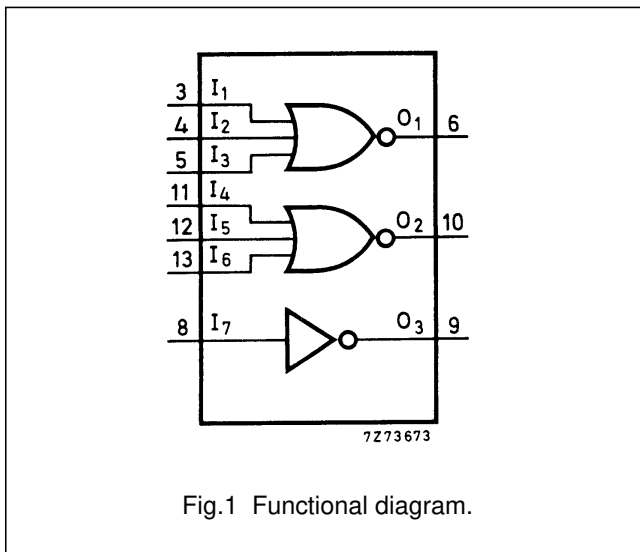 3 I1
4 I2 O1 6
5 I3
11 I4
12 I5 O2 10
13 I6
8 I7 O3 9
7Z73673
Fig.1 Functional diagram.